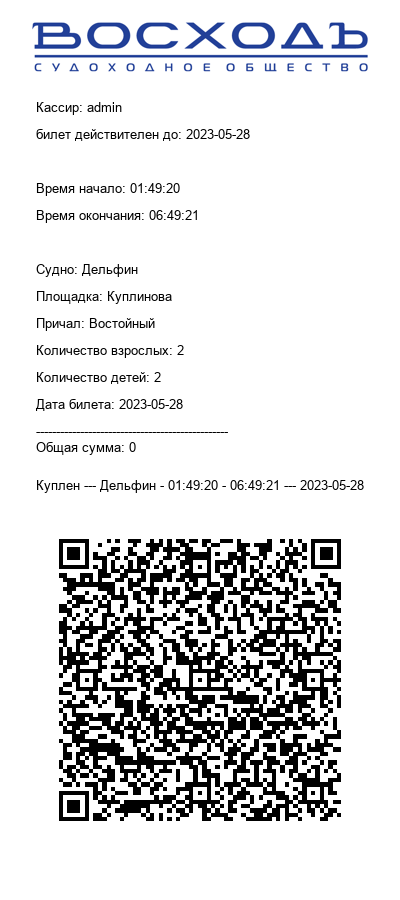 ВОСХОДЪ
СУДОХОДНОЕ ОБЩЕСТВО
Кассир: admin
билет действителен до: 2023-05-28
Время начало: 01:49:20
Время окончания: 06:49:21
Судно: Дельфин
Площадка: Куплинова
Причал: Востойный
Количество взрослых: 2
Количество детей: 2
Дата билета: 2023-05-28
------------------------------------------------
Общая сумма: 0
Куплен --- Дельфин - 01:49:20 - 06:49:21 --- 2023-05-28